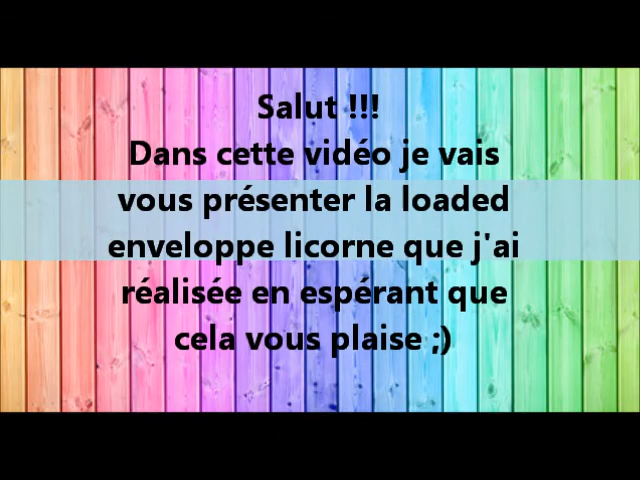 Salut !!!
Dans cette vidéo je vais
vous présenter la loaded
enveloppe licorne que j'ai
réalisée en espérant que
cela vous plaise ;)